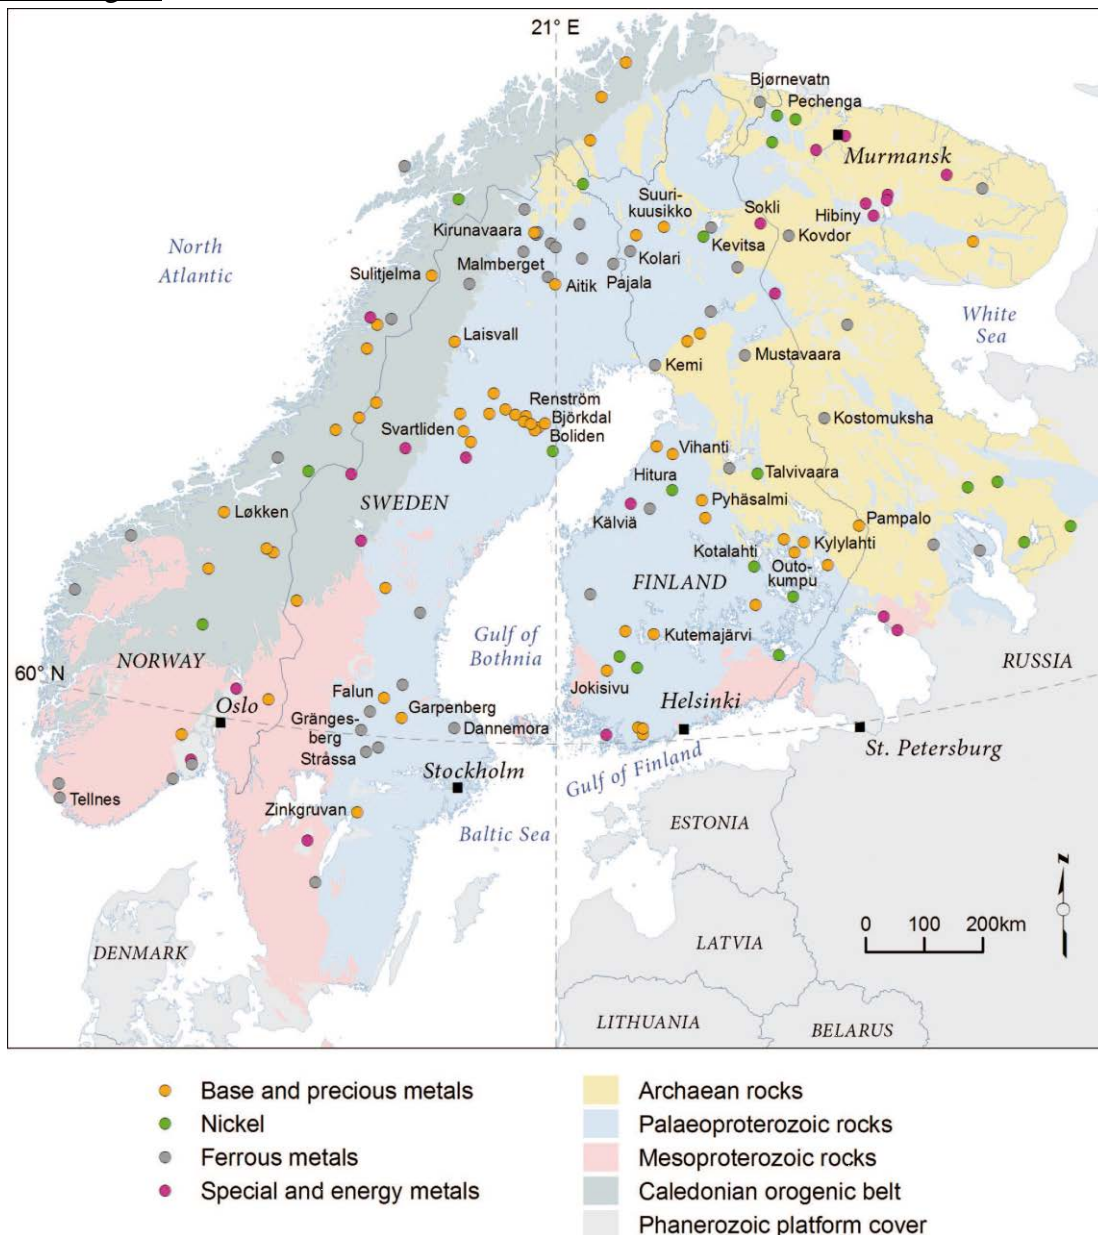 21° E
Bjørnevatn
Pechenga
Murmansk
Suuri-
kuusikko
Sokli
Hibiny
North
Atlantic
Kirunavaara
Kevitsa
Kovdor
Malmberget
Kolari
Sulitjelma
Pajala
Aitik
White
Sea
Laisvall
Kemi
Mustavaara
Renström
Björkdal
Boliden
Svartliden
Kostomuksha
Vihanti
Hitura
Talvivaara
SWEDEN
Pyhäsalmi
Løkken
Kälviä
Pampalo
Kotalahti
Kylylahti
FINLAND
Outo-
kumpu
Gulf of
Bothnia
Kutemajärvi
NORWAY
RUSSIA
60° N
Jokisivu
Falun
Oslo
Garpenberg
Helsinki
Gränges-
berg
Dannemora
Stråssa
St. Petersburg
Stockholm
Gulf of Finland
Tellnes
Zinkgruvan
Baltic Sea
ESTONIA
z
0 100 200km
DENMARK
LATVIA
LITHUANIA
BELARUS
Base and precious metals
Nickel
Ferrous metals
Special and energy metals
Archaean rocks
Palaeoproterozoic rocks
Mesoproterozoic rocks
Caledonian orogenic belt
Phanerozoic platform cover